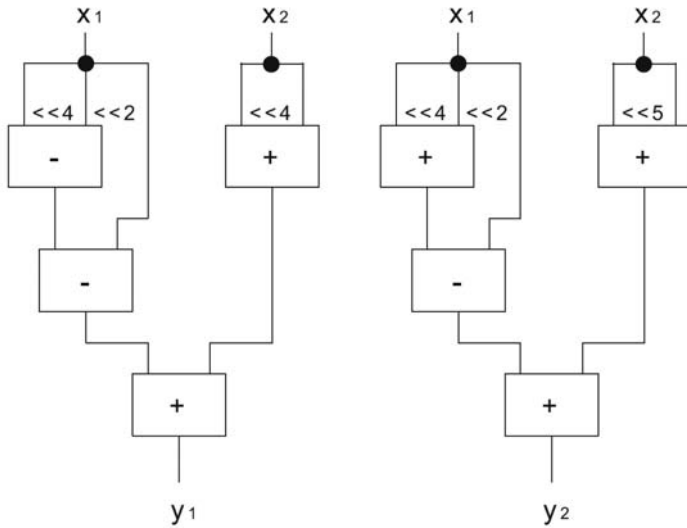 x1 x2 x1 x2
<<4 <<2 <<4 <<4 <<2 <<5
- + + +
- -
+ +
y1 y2